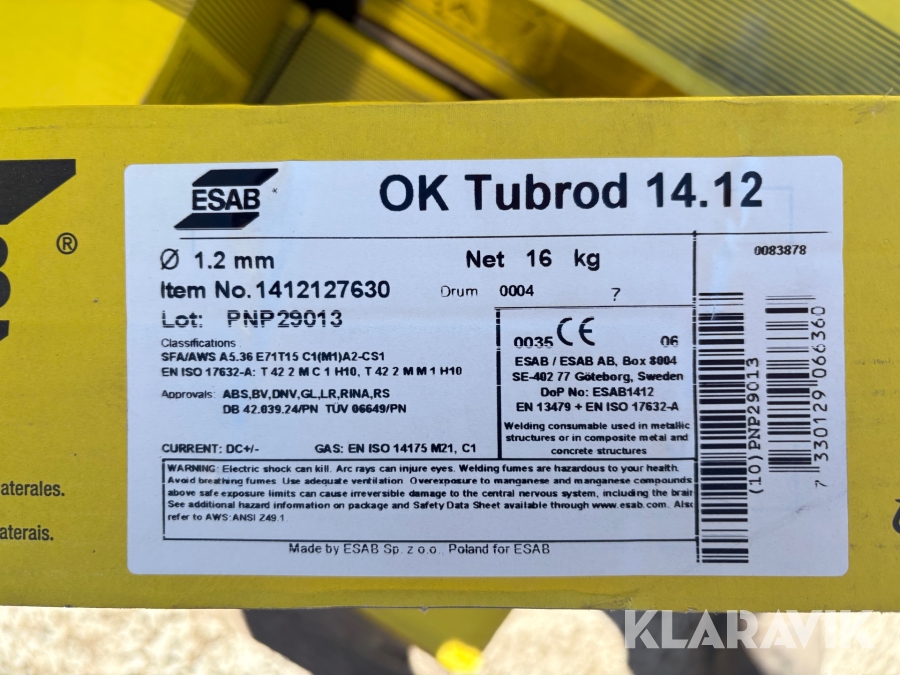 ESAB
OK Tubrod 14.12
Ø 1.2 mm
Net 16 kg
Item No. 1412127630
Drum 0004 7
Lot: PNP29013
Classifications
SFA/AWS A5.36 E71T15 C1(M1)A2-CS1
EN ISO 17632-A: T 42 2 M C 1 H10, T 42 2 M M 1 H10
Approvals: ABS,BV,DNV,GL,LR,RINA,RS
DB 42.039.24/PN TÜV 06649/PN
CURRENT: DC+/- GAS: EN ISO 14175 M21, C1
0035 CE 06
ESAB / ESAB AB, Box 8004
SE-402 77 Göteborg, Sweden
DoP No: ESAB1412
EN 13479 + EN ISO 17632-A
Welding consumable used in metallic
structures or in composite metal and
concrete structures
WARNING: Electric shock can kill. Arc rays can injure eyes. Welding fumes are hazardous to your health.
Avoid breathing fumes. Use adequate ventilation. Overexposure to manganese and manganese compounds
above safe exposure limits can cause irreversible damage to the central nervous system, including the brain
See additional hazard information on package and Safety Data Sheet available through www.esab.com. Also
refer to AWS:ANSI Z49.1
Made by ESAB Sp. z o.o., Poland for ESAB
0083878
(10)PNP29013
7 330129 066360
B ®
aterales.
aterais.
KLARAVIK